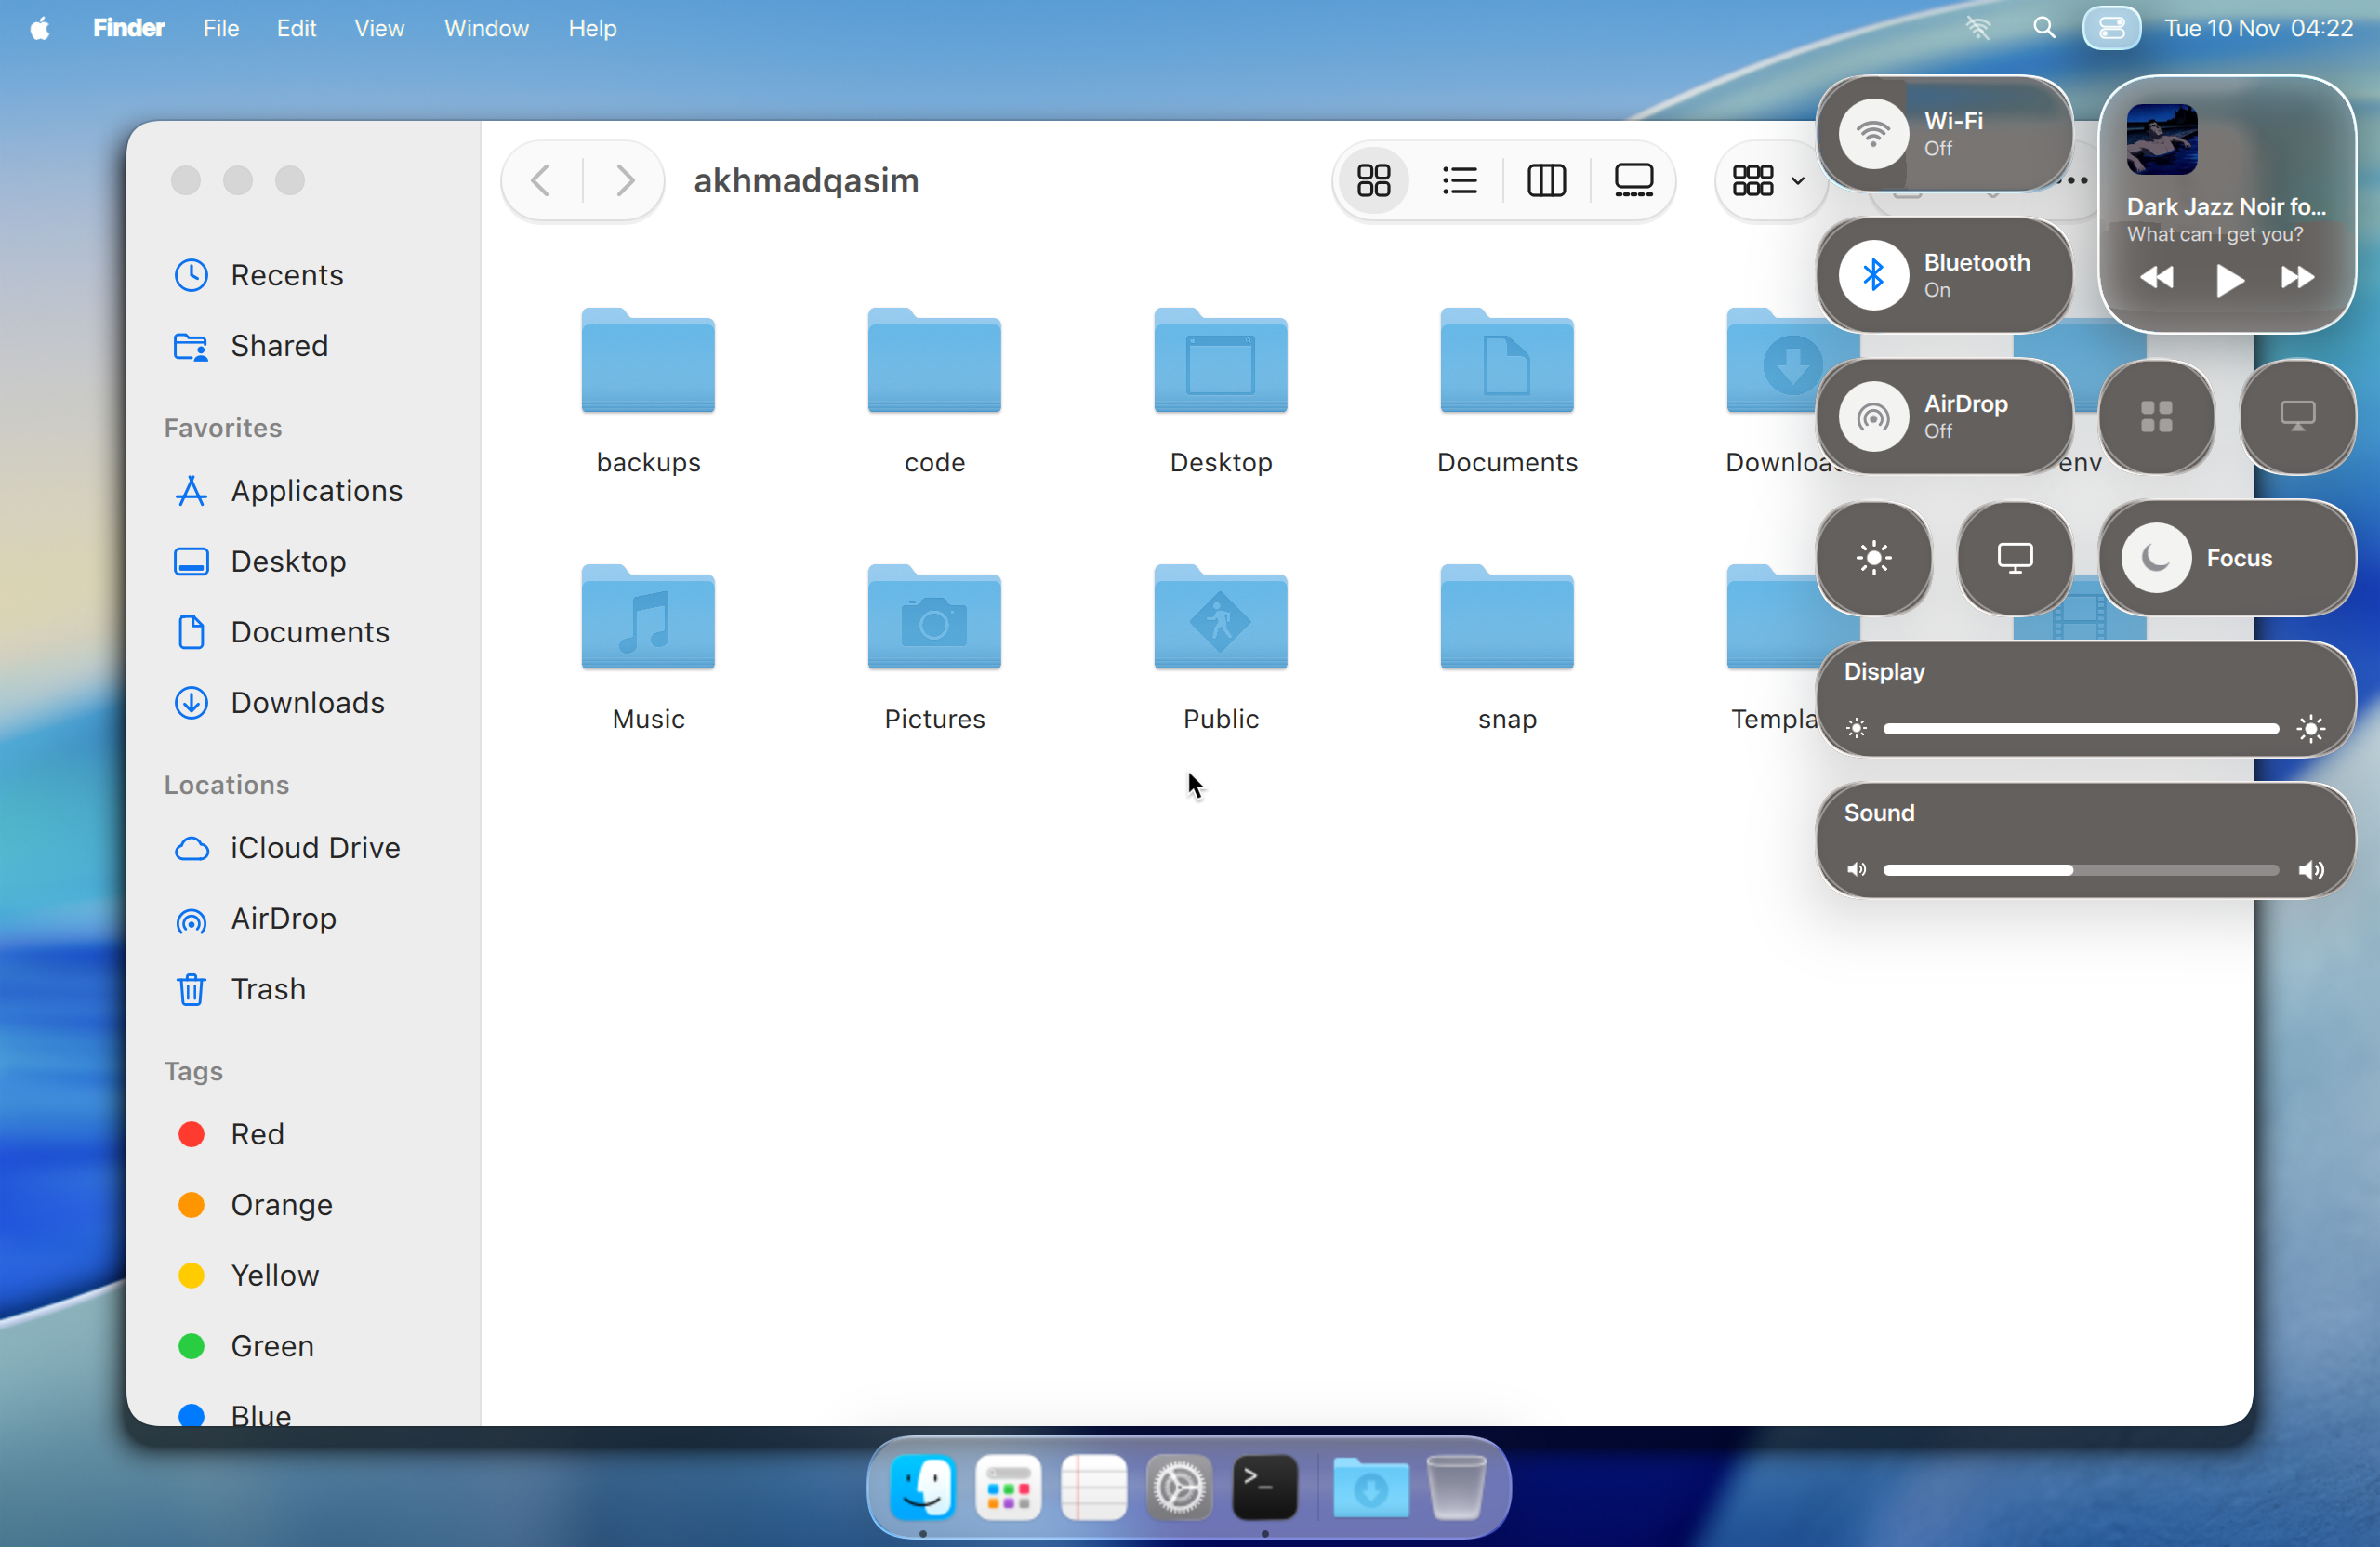 Finder File Edit View Window Help
Tue 10 Nov 04:22
akhmadqasim
Recents
Shared
Favorites
Applications
Desktop
Documents
Downloads
Locations
iCloud Drive
AirDrop
Trash
Tags
Red
Orange
Yellow
Green
Blue
backups
code
Desktop
Documents
Downloa
env
Music
Pictures
Public
snap
Templa
Wi-Fi
Off
Dark Jazz Noir fo...
What can I get you?
Bluetooth
On
AirDrop
Off
Focus
Display
Sound